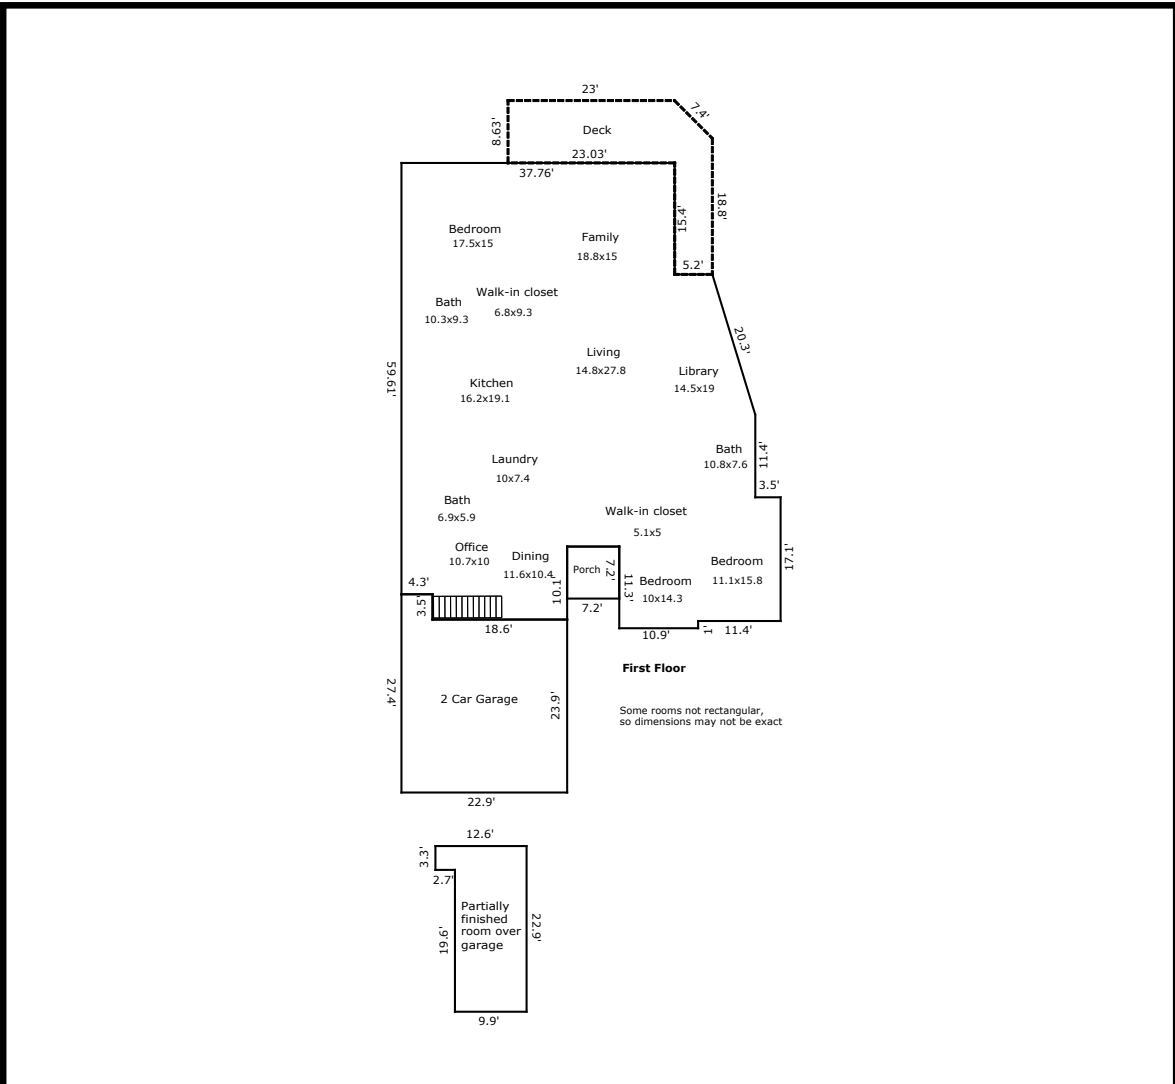 23'
7.4'
8.63'
Deck
23.03'
37.76'
18.8'
15.4'
Bedroom
17.5x15
Family
18.8x15
5.2'
Walk-in closet
6.8x9.3
Bath
10.3x9.3
20.3'
Living
14.8x27.8
Library
14.5x19
59.61'
Kitchen
16.2x19.1
Bath
10.8x7.6
11.4'
Laundry
10x7.4
3.5'
Bath
6.9x5.9
Walk-in closet
5.1x5
17.1'
Office
10.7x10
Dining
11.6x10.4
10.1'
Porch
7.2'
7.2'
11.3'
Bedroom
10x14.3
Bedroom
11.1x15.8
4.3'
3.5'
18.6'
10.9'
1'
11.4'
First Floor
27.4'
2 Car Garage
23.9'
Some rooms not rectangular,
so dimensions may not be exact
22.9'
12.6'
3.3'
2.7'
Partially
finished
room over
garage
19.6'
22.9'
9.9'